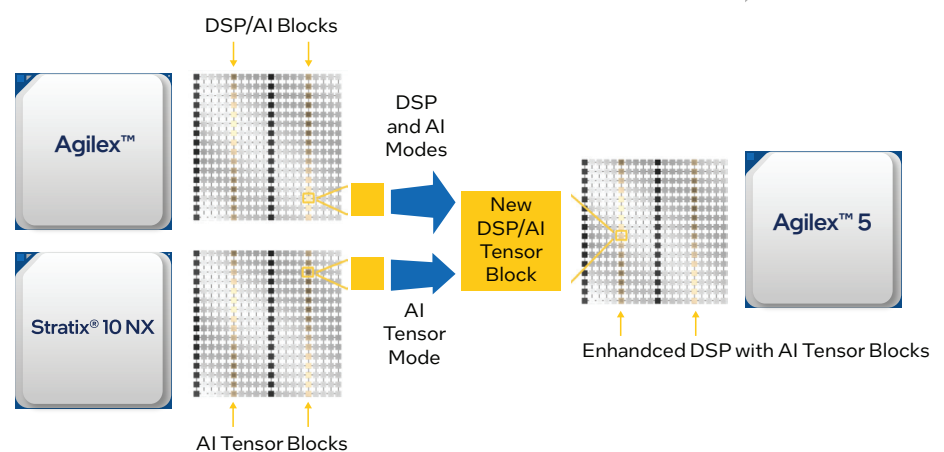 DSP/AI Blocks
Agilex™
DSP
and AI
Modes
New
DSP/AI
Tensor
Block
Agilex™ 5
Stratix® 10 NX
AI
Tensor
Mode
Enhandced DSP with AI Tensor Blocks
AI Tensor Blocks